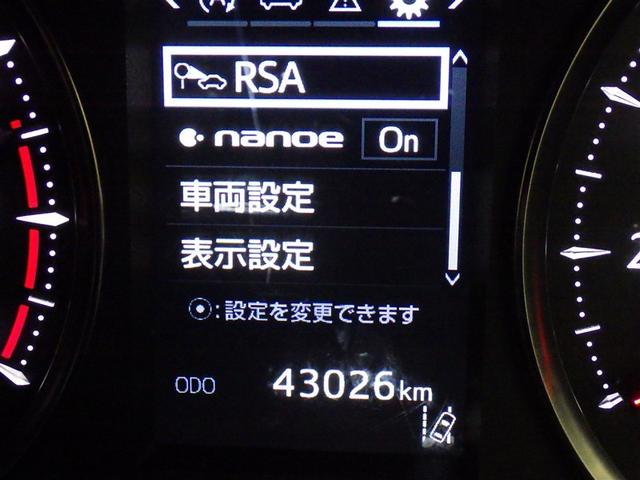 RSA
nanoe On
車両設定
表示設定
:設定を変更できます
ODO 43026km
2